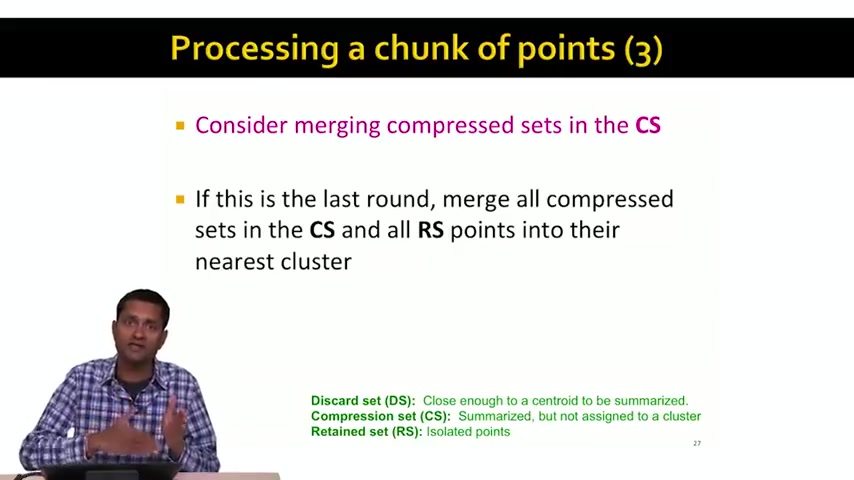 Processing a chunk of points (3)
Consider merging compressed sets in the CS
If this is the last round, merge all compressed
sets in the CS and all RS points into their
nearest cluster
Discard set (DS): Close enough to a centroid to be summarized.
Compression set (CS): Summarized, but not assigned to a cluster
Retained set (RS): Isolated points
27